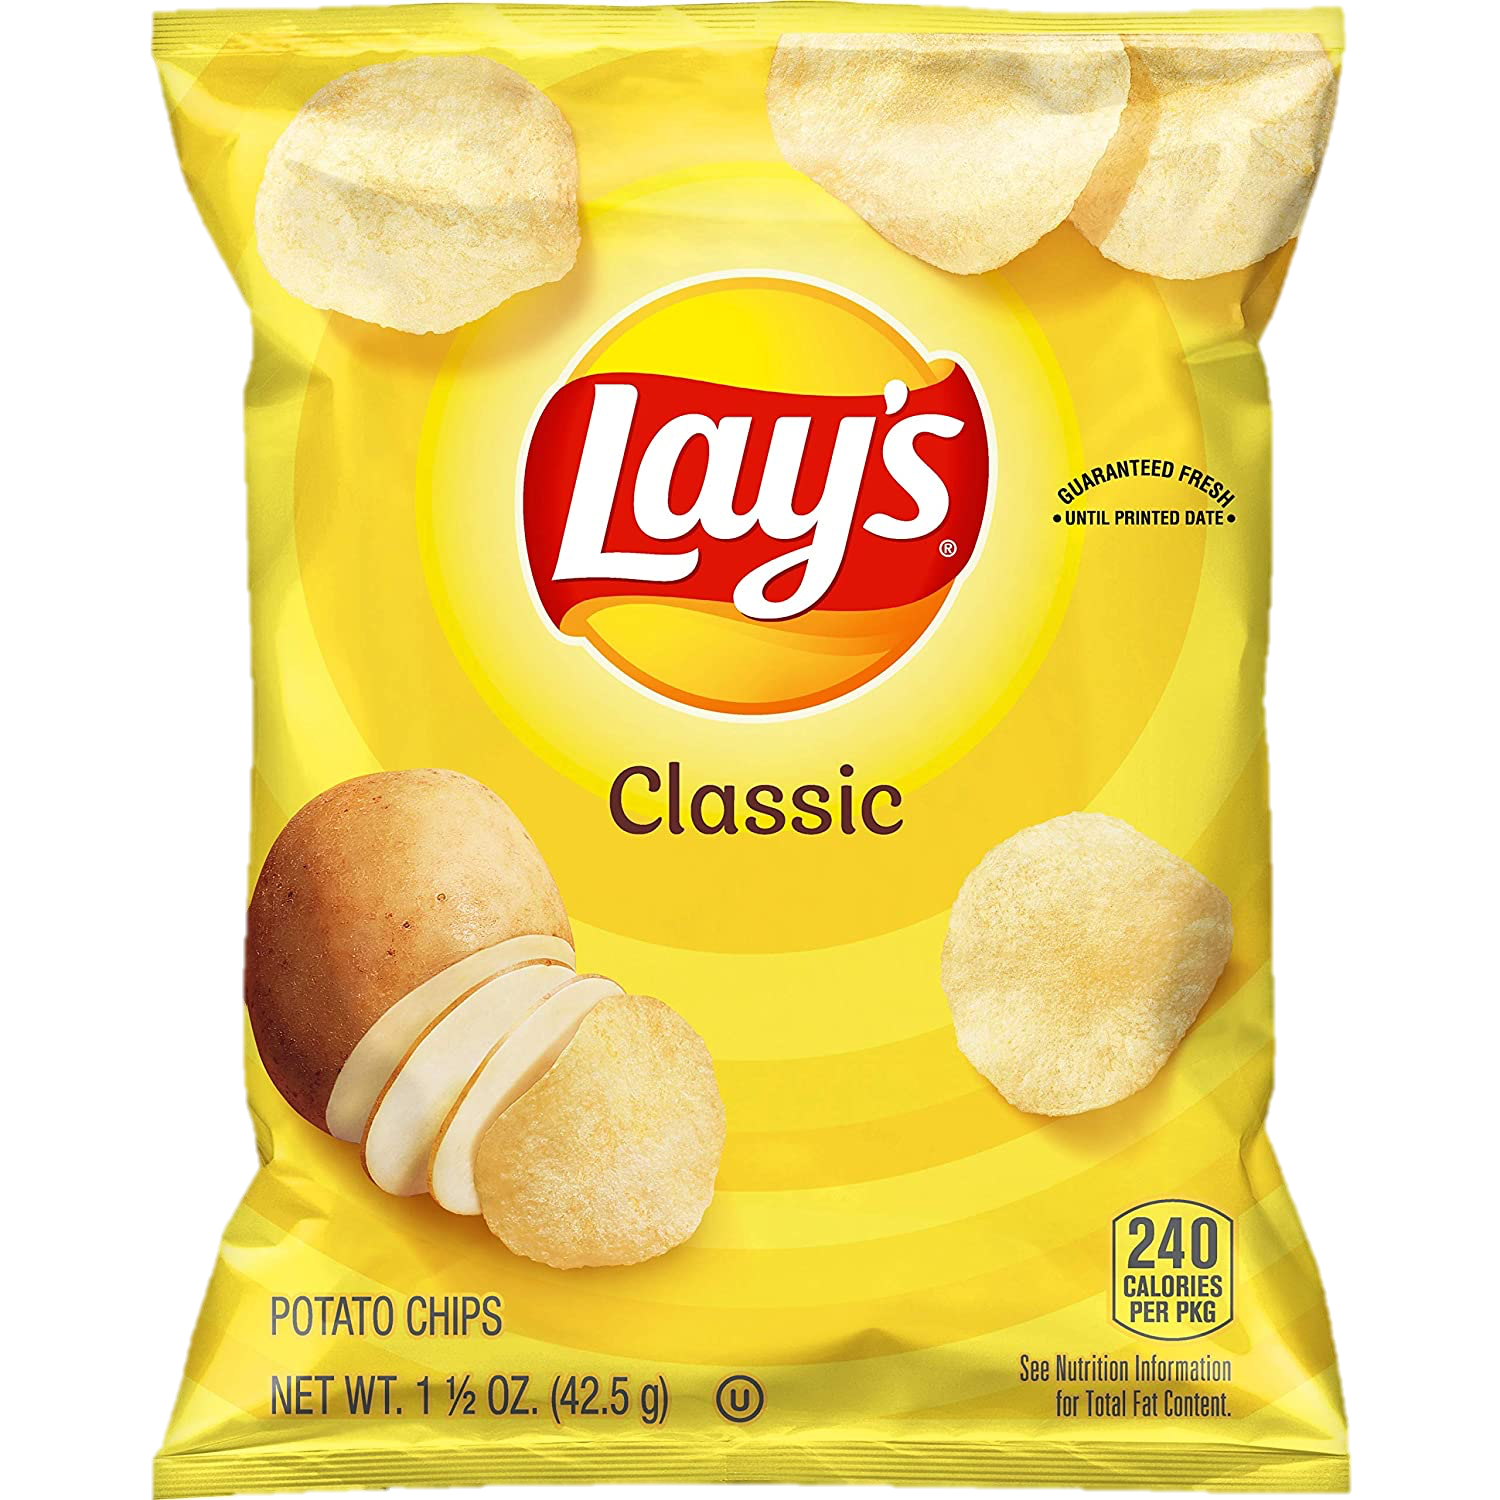 Lay's ®
GUARANTEED FRESH
• UNTIL PRINTED DATE •
Classic
240
CALORIES
PER PKG
POTATO CHIPS
NET WT. 1 ½ OZ. (42.5 g) U
See Nutrition Information
for Total Fat Content.